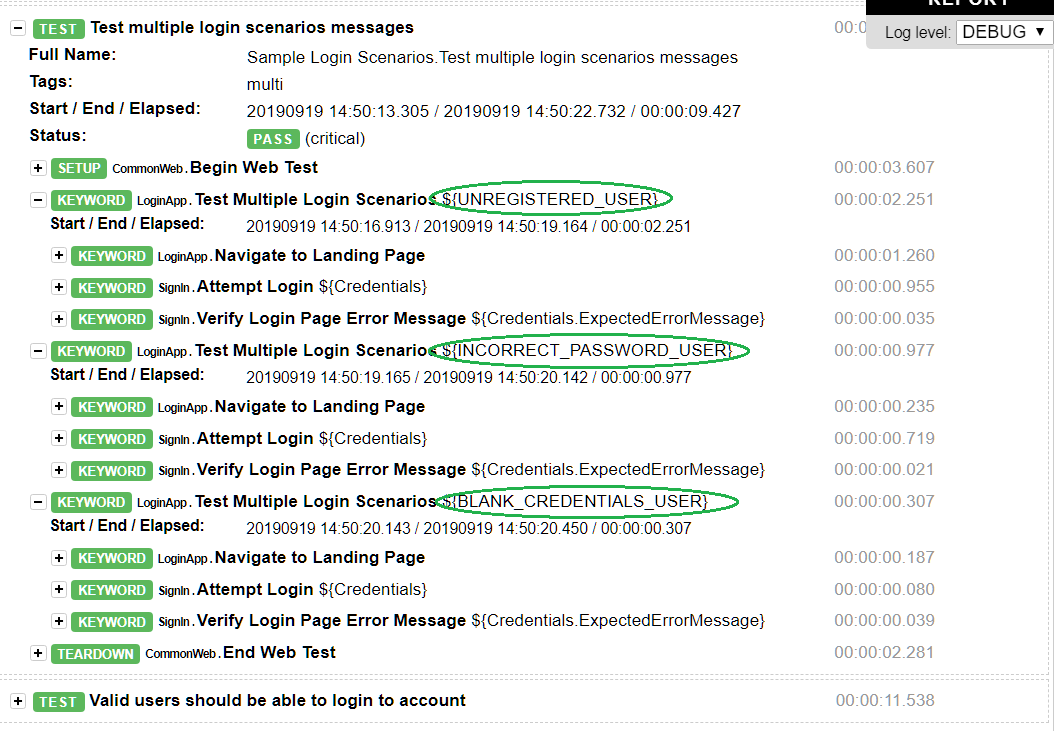 REPORT
Log level: DEBUG ▼
− TEST Test multiple login scenarios messages 00:0
Full Name: Sample Login Scenarios.Test multiple login scenarios messages
Tags: multi
Start / End / Elapsed: 20190919 14:50:13.305 / 20190919 14:50:22.732 / 00:00:09.427
Status: PASS (critical)
+ SETUP CommonWeb.Begin Web Test 00:00:03.607
− KEYWORD LoginApp.Test Multiple Login Scenarios ${UNREGISTERED_USER} 00:00:02.251
Start / End / Elapsed: 20190919 14:50:16.913 / 20190919 14:50:19.164 / 00:00:02.251
+ KEYWORD LoginApp.Navigate to Landing Page 00:00:01.260
+ KEYWORD SignIn.Attempt Login ${Credentials} 00:00:00.955
+ KEYWORD SignIn.Verify Login Page Error Message ${Credentials.ExpectedErrorMessage} 00:00:00.035
− KEYWORD LoginApp.Test Multiple Login Scenarios ${INCORRECT_PASSWORD_USER} 00:00:00.977
Start / End / Elapsed: 20190919 14:50:19.165 / 20190919 14:50:20.142 / 00:00:00.977
+ KEYWORD LoginApp.Navigate to Landing Page 00:00:00.235
+ KEYWORD SignIn.Attempt Login ${Credentials} 00:00:00.719
+ KEYWORD SignIn.Verify Login Page Error Message ${Credentials.ExpectedErrorMessage} 00:00:00.021
− KEYWORD LoginApp.Test Multiple Login Scenarios ${BLANK_CREDENTIALS_USER} 00:00:00.307
Start / End / Elapsed: 20190919 14:50:20.143 / 20190919 14:50:20.450 / 00:00:00.307
+ KEYWORD LoginApp.Navigate to Landing Page 00:00:00.187
+ KEYWORD SignIn.Attempt Login ${Credentials} 00:00:00.080
+ KEYWORD SignIn.Verify Login Page Error Message ${Credentials.ExpectedErrorMessage} 00:00:00.039
+ TEARDOWN CommonWeb.End Web Test 00:00:02.281
+ TEST Valid users should be able to login to account 00:00:11.538